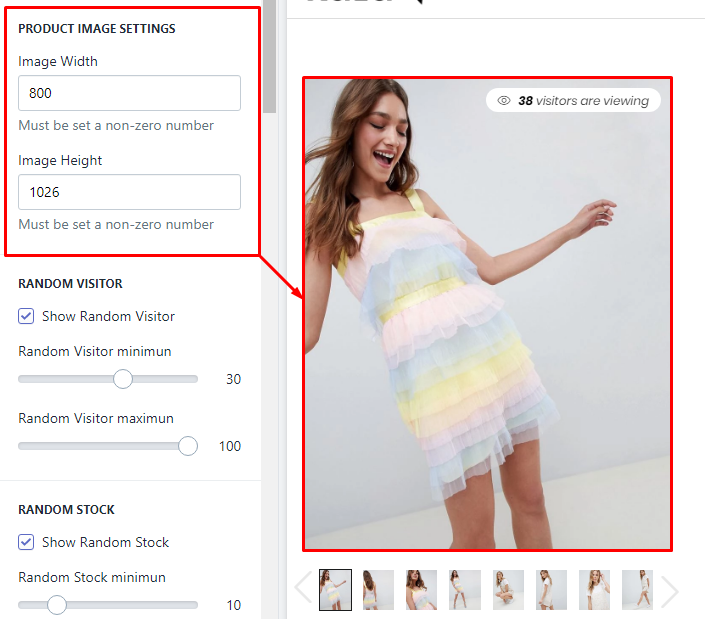 PRODUCT IMAGE SETTINGS
Image Width
800
Must be set a non-zero number
Image Height
1026
Must be set a non-zero number
RANDOM VISITOR
Show Random Visitor
Random Visitor minimun
30
Random Visitor maximun
100
RANDOM STOCK
Show Random Stock
Random Stock minimun
10
38 visitors are viewing